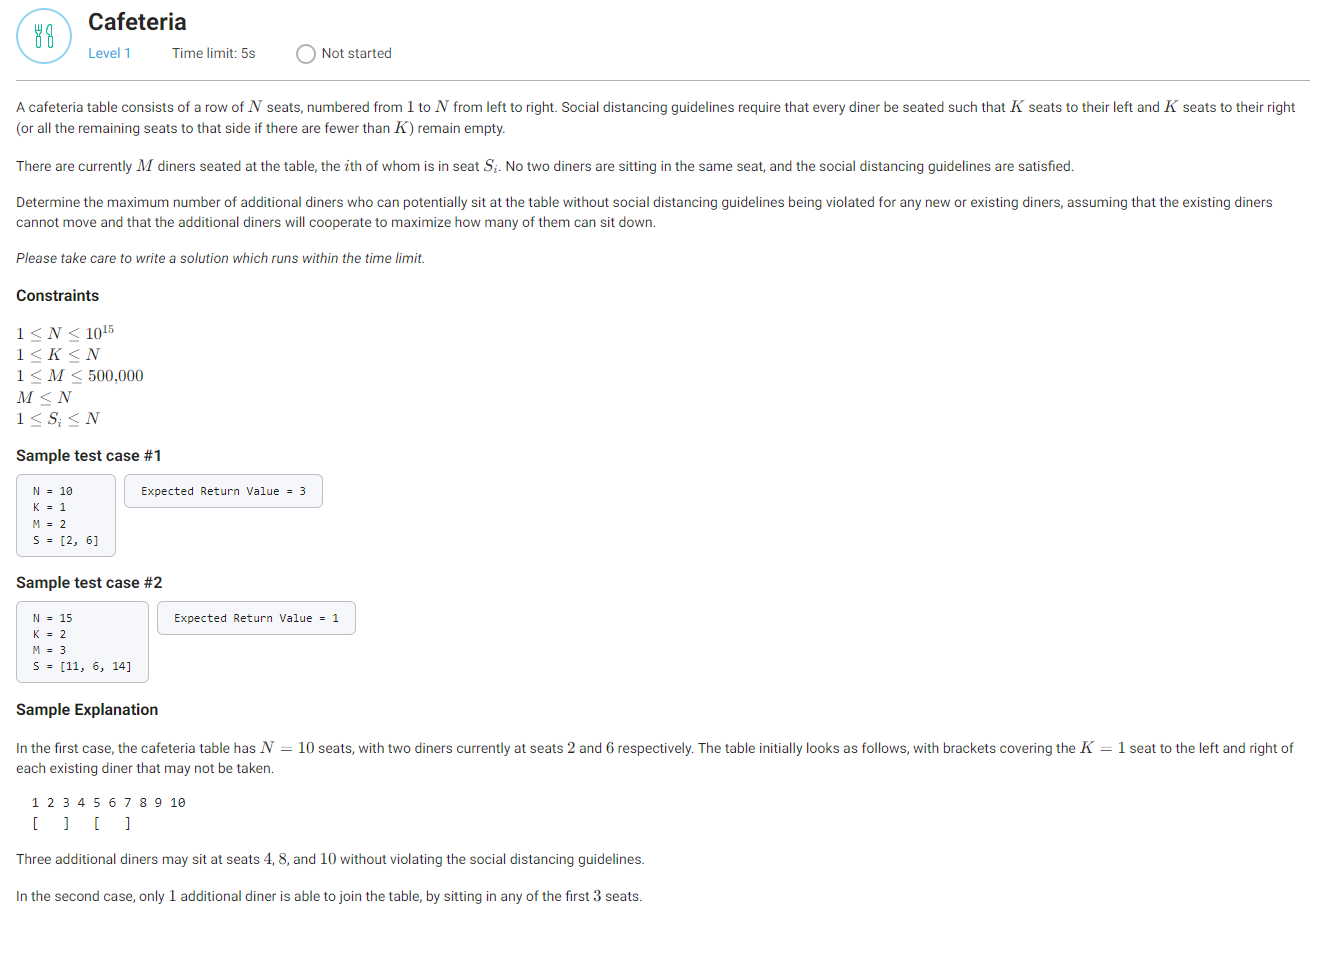 Cafeteria
Level 1 Time limit: 5s Not started
A cafeteria table consists of a row of N seats, numbered from 1 to N from left to right. Social distancing guidelines require that every diner be seated such that K seats to their left and K seats to their right
(or all the remaining seats to that side if there are fewer than K) remain empty.
There are currently M diners seated at the table, the ith of whom is in seat Sᵢ. No two diners are sitting in the same seat, and the social distancing guidelines are satisfied.
Determine the maximum number of additional diners who can potentially sit at the table without social distancing guidelines being violated for any new or existing diners, assuming that the existing diners
cannot move and that the additional diners will cooperate to maximize how many of them can sit down.
Please take care to write a solution which runs within the time limit.
Constraints
1 ≤ N ≤ 10¹⁵
1 ≤ K ≤ N
1 ≤ M ≤ 500,000
M ≤ N
1 ≤ Sᵢ ≤ N
Sample test case #1
N = 10 Expected Return Value = 3
K = 1
M = 2
S = [2, 6]
Sample test case #2
N = 15 Expected Return Value = 1
K = 2
M = 3
S = [11, 6, 14]
Sample Explanation
In the first case, the cafeteria table has N = 10 seats, with two diners currently at seats 2 and 6 respectively. The table initially looks as follows, with brackets covering the K = 1 seat to the left and right of
each existing diner that may not be taken.
1 2 3 4 5 6 7 8 9 10
[   ]   [   ]
Three additional diners may sit at seats 4, 8, and 10 without violating the social distancing guidelines.
In the second case, only 1 additional diner is able to join the table, by sitting in any of the first 3 seats.